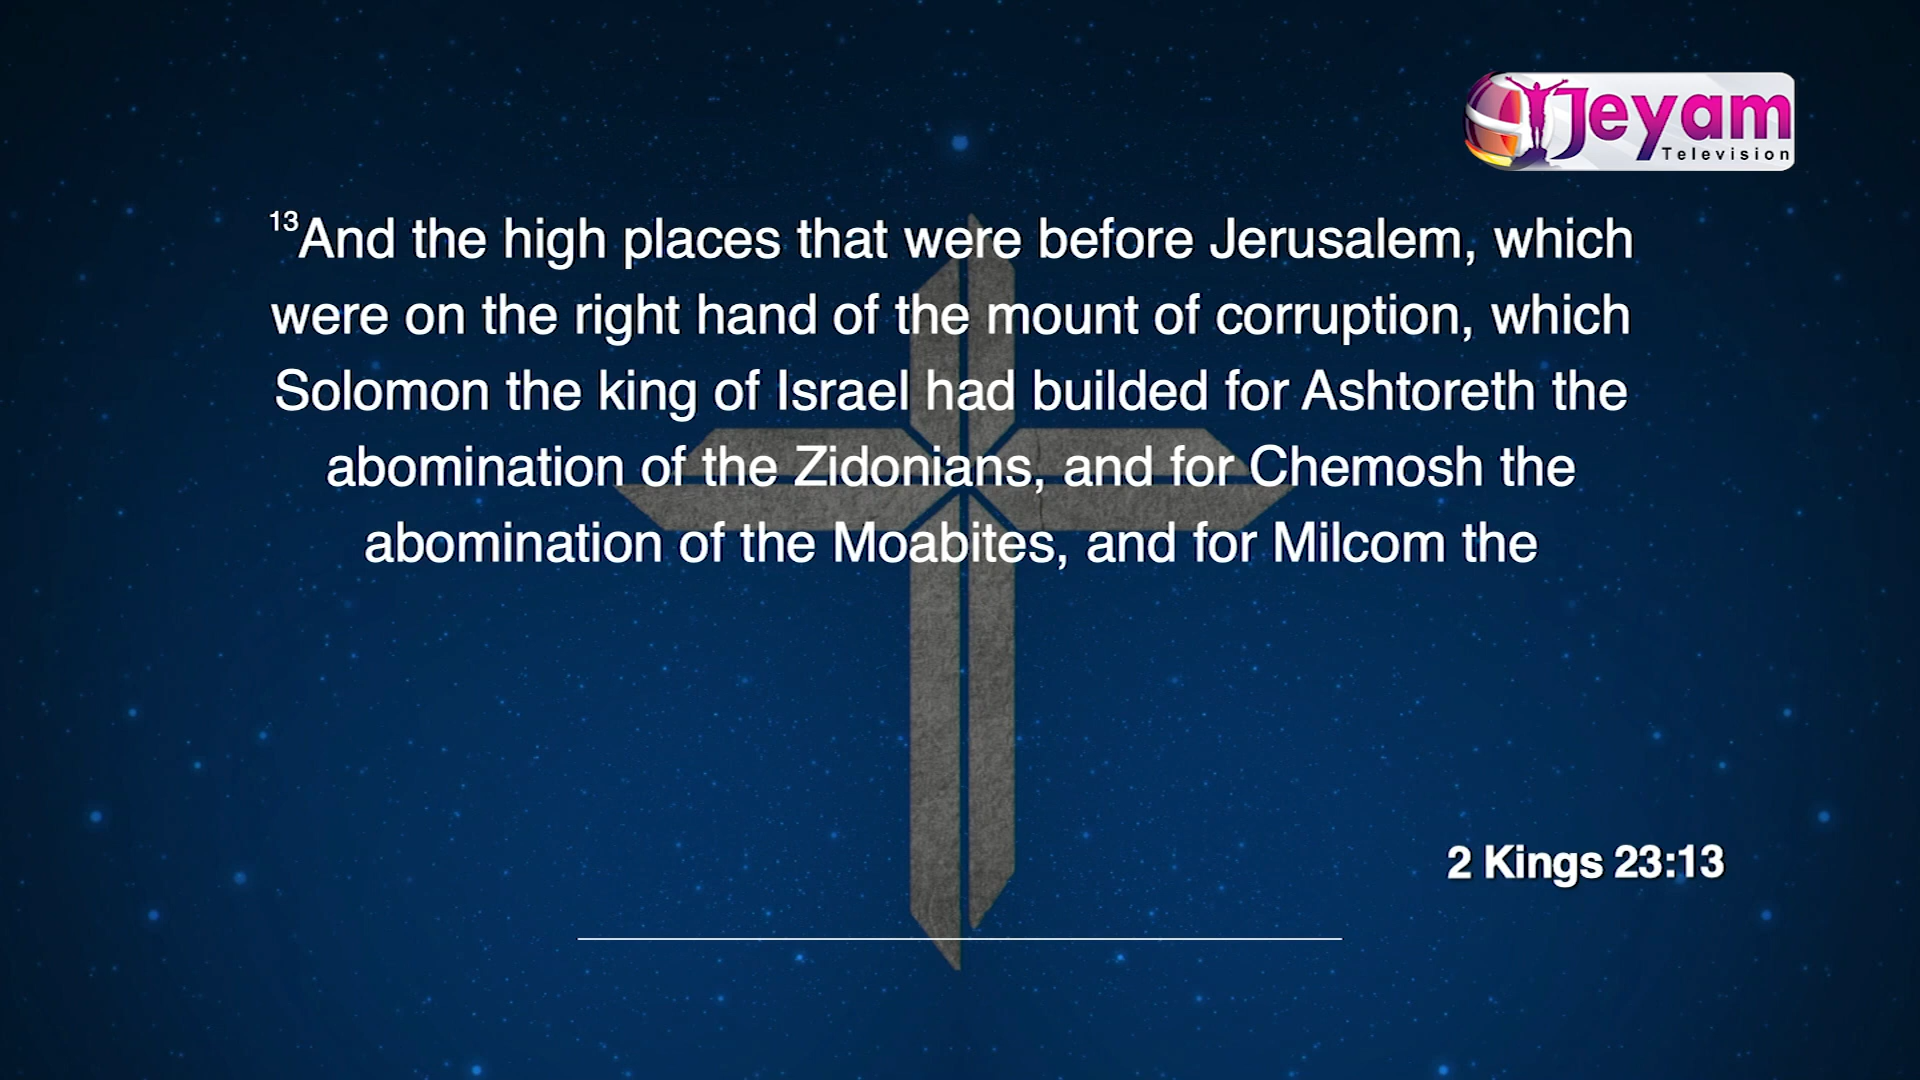 Jeyam
Television
13And the high places that were before Jerusalem, which
were on the right hand of the mount of corruption, which
Solomon the king of Israel had builded for Ashtoreth the
abomination of the Zidonians, and for Chemosh the
abomination of the Moabites, and for Milcom the
2 Kings 23:13